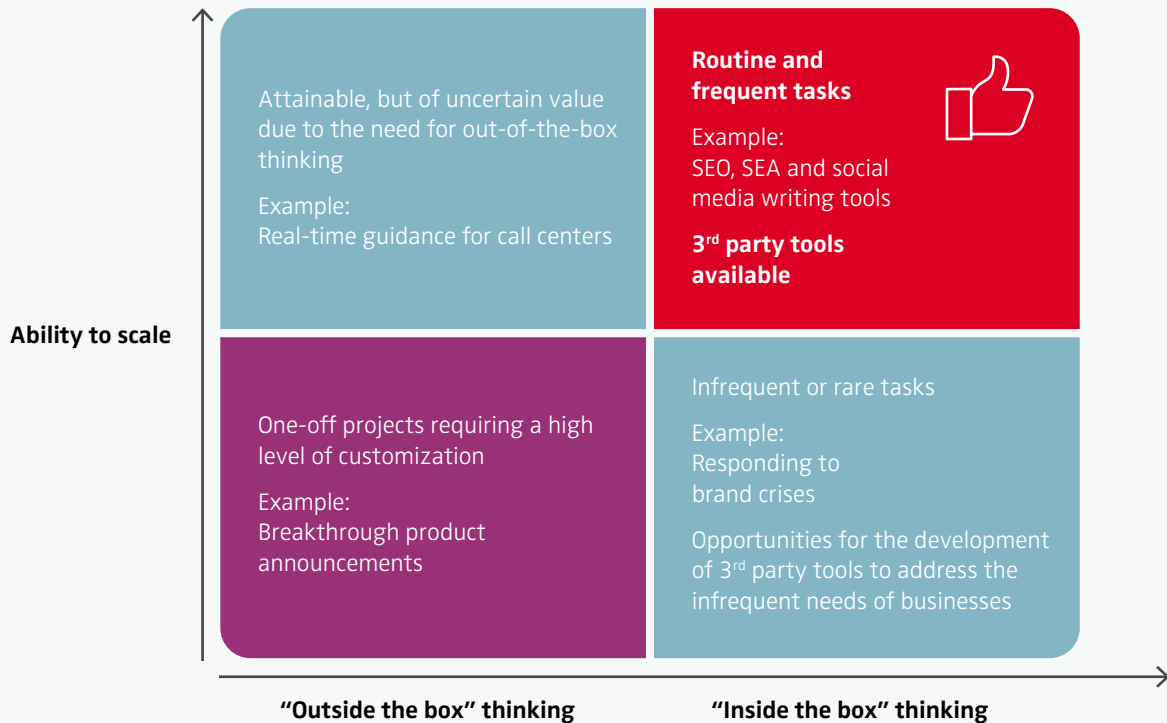 Attainable, but of uncertain value
due to the need for out-of-the-box
thinking
Example:
Real-time guidance for call centers
Routine and
frequent tasks
Example:
SEO, SEA and social
media writing tools
3rd party tools
available
Ability to scale
One-off projects requiring a high
level of customization
Example:
Breakthrough product
announcements
Infrequent or rare tasks
Example:
Responding to
brand crises
Opportunities for the development
of 3rd party tools to address the
infrequent needs of businesses
“Outside the box” thinking
“Inside the box” thinking